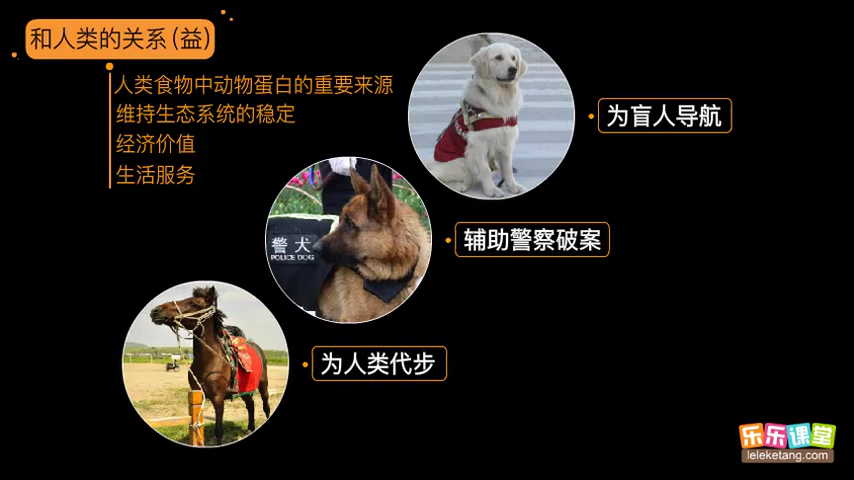 和人类的关系(益)
人类食物中动物蛋白的重要来源
维持生态系统的稳定
经济价值
生活服务
为盲人导航
警犬
POLICE DOG
辅助警察破案
为人类代步
乐乐课堂
leleketang.com